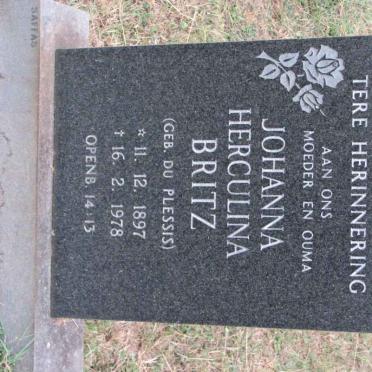 TERE HERINNERING
AAN ONS
MOEDER EN OUMA
JOHANNA
HERCULINA
BRITZ
(GEB. DU PLESSIS)
☆ 11. 12. 1897
† 16. 2. 1978
OPENB. 14:13
SAFFAS